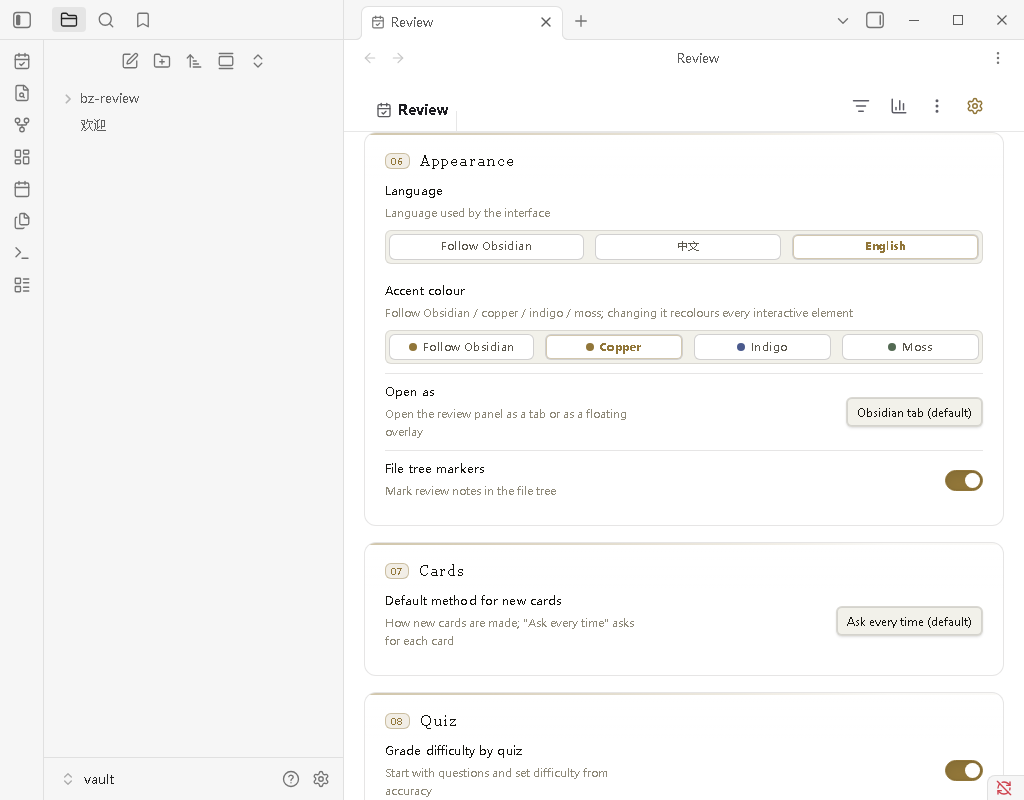 Review
Review
bz-review
欢迎
Review
06 Appearance
Language
Language used by the interface
Follow Obsidian
中文
English
Accent colour
Follow Obsidian / copper / indigo / moss; changing it recolours every interactive element
Follow Obsidian
Copper
Indigo
Moss
Open as
Open the review panel as a tab or as a floating
overlay
Obsidian tab (default)
File tree markers
Mark review notes in the file tree
07 Cards
Default method for new cards
How new cards are made; "Ask every time" asks
for each card
Ask every time (default)
08 Quiz
Grade difficulty by quiz
Start with questions and set difficulty from
accuracy
vault